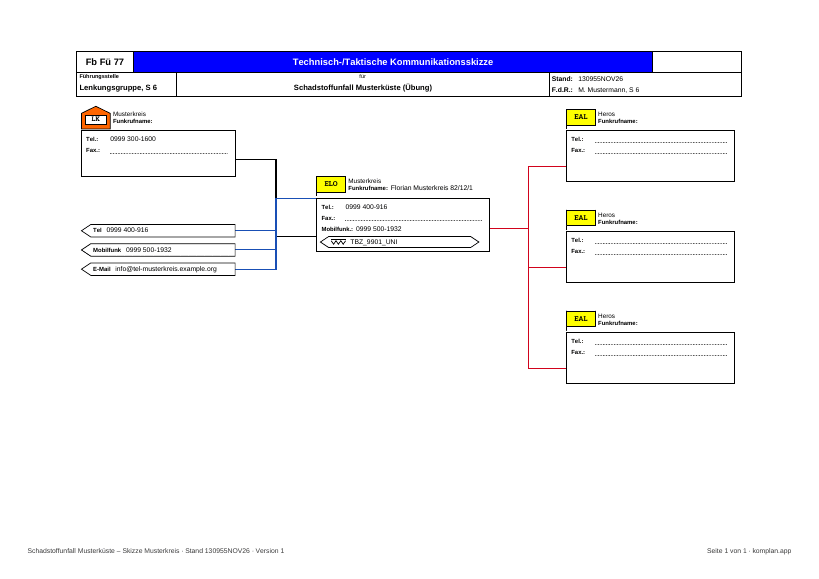 Fb Fü 77
Technisch-/Taktische Kommunikationsskizze
Führungsstelle
Lenkungsgruppe, S 6
für
Schadstoffunfall Musterküste (Übung)
Stand: 130955NOV26
F.d.R.: M. Mustermann, S 6
LK
Musterkreis
Funkrufname:
Tel.: 0999 300-1600
Fax.:
Tel 0999 400-916
Mobilfunk 0999 500-1932
E-Mail info@tel-musterkreis.example.org
ELO
Musterkreis
Funkrufname: Florian Musterkreis 82/12/1
Tel.: 0999 400-916
Fax.:
Mobilfunk.: 0999 500-1932
TBZ_9901_UNI
EAL
Heros
Funkrufname:
Tel.:
Fax.:
EAL
Heros
Funkrufname:
Tel.:
Fax.:
EAL
Heros
Funkrufname:
Tel.:
Fax.:
Schadstoffunfall Musterküste – Skizze Musterkreis · Stand 130955NOV26 · Version 1
Seite 1 von 1 · komplan.app